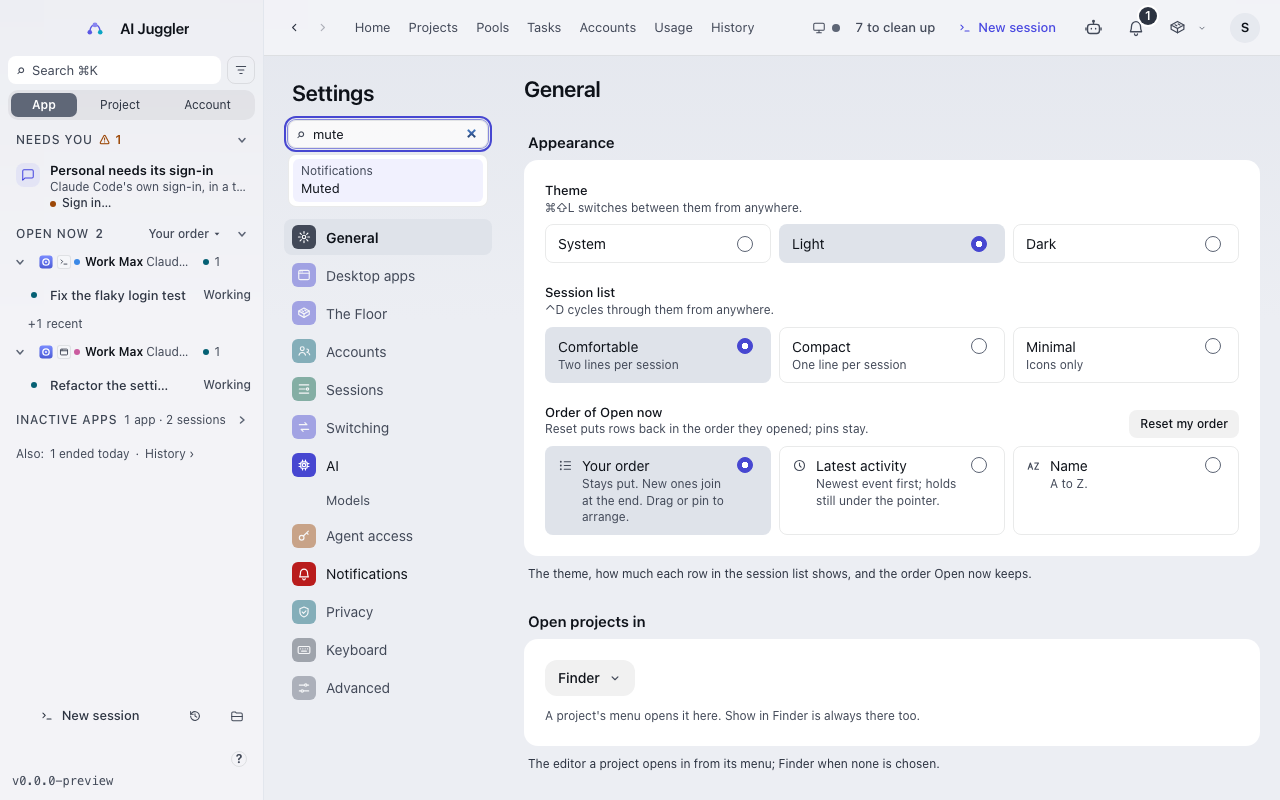 AI Juggler
Search ⌘K
App
Project
Account
NEEDS YOU 1
Personal needs its sign-in
Claude Code's own sign-in, in a t…
Sign in…
OPEN NOW 2
Your order
Work Max Claud… 1
Fix the flaky login test Working
+1 recent
Work Max Claud… 1
Refactor the setti… Working
INACTIVE APPS 1 app · 2 sessions
Also: 1 ended today · History ›
New session
?
v0.0.0-preview
Home
Projects
Pools
Tasks
Accounts
Usage
History
7 to clean up
New session
1
S
Settings
mute
Notifications
Muted
General
Desktop apps
The Floor
Accounts
Sessions
Switching
AI
Models
Agent access
Notifications
Privacy
Keyboard
Advanced
General
Appearance
Theme
⌘⇧L switches between them from anywhere.
System
Light
Dark
Session list
^D cycles through them from anywhere.
Comfortable
Two lines per session
Compact
One line per session
Minimal
Icons only
Order of Open now
Reset puts rows back in the order they opened; pins stay.
Reset my order
Your order
Stays put. New ones join
at the end. Drag or pin to
arrange.
Latest activity
Newest event first; holds
still under the pointer.
AZ Name
A to Z.
The theme, how much each row in the session list shows, and the order Open now keeps.
Open projects in
Finder
A project's menu opens it here. Show in Finder is always there too.
The editor a project opens in from its menu; Finder when none is chosen.